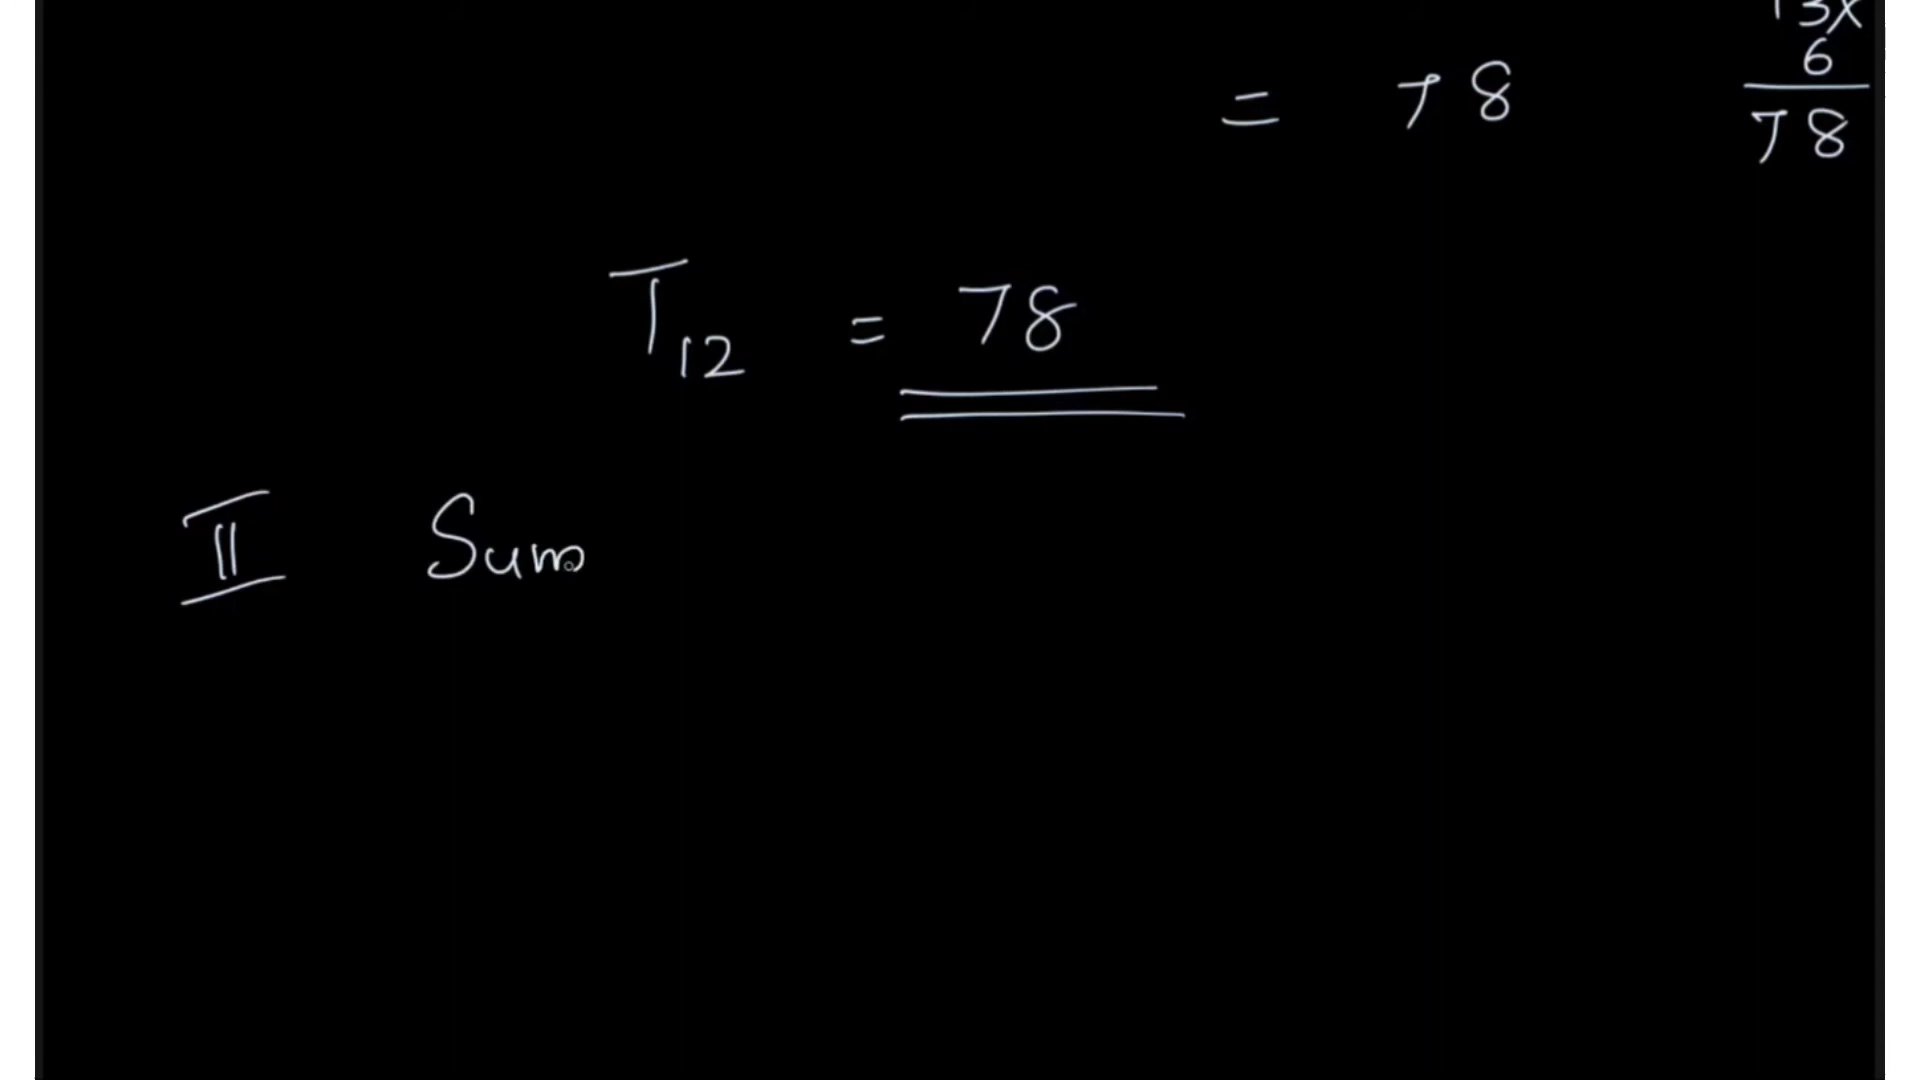 13x
= 78 6
78
T12 = 78
II Sum